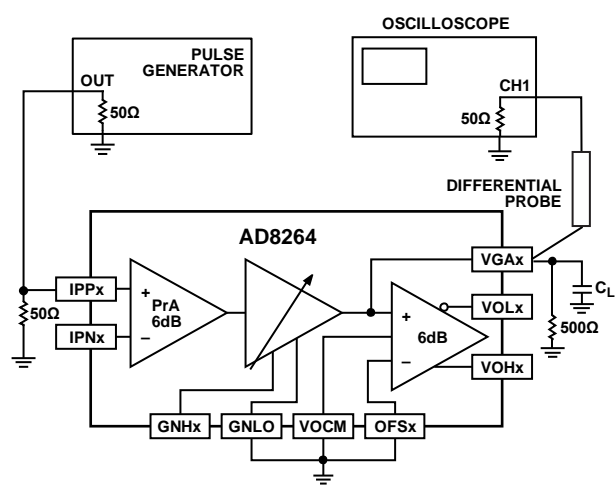 OSCILLOSCOPE
PULSE
GENERATOR
OUT
50Ω
CH1
50Ω
DIFFERENTIAL
PROBE
AD8264
VGAx
IPPx
+
PrA
6dB
−
+
6dB
−
VOLx
CL
50Ω
IPNx
500Ω
VOHx
GNHx
GNLO
VOCM
OFSx